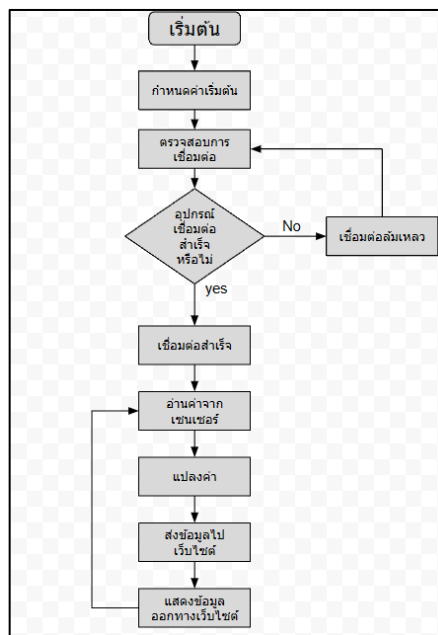 เริ่มต้น
กำหนดค่าเริ่มต้น
ตรวจสอบการ
เชื่อมต่อ
อุปกรณ์
เชื่อมต่อ
สำเร็จ
หรือไม่
No
เชื่อมต่อล้มเหลว
yes
เชื่อมต่อสำเร็จ
อ่านค่าจาก
เซนเซอร์
แปลงค่า
ส่งข้อมูลไป
เว็บไซต์
แสดงข้อมูล
ออกทางเว็บไซต์